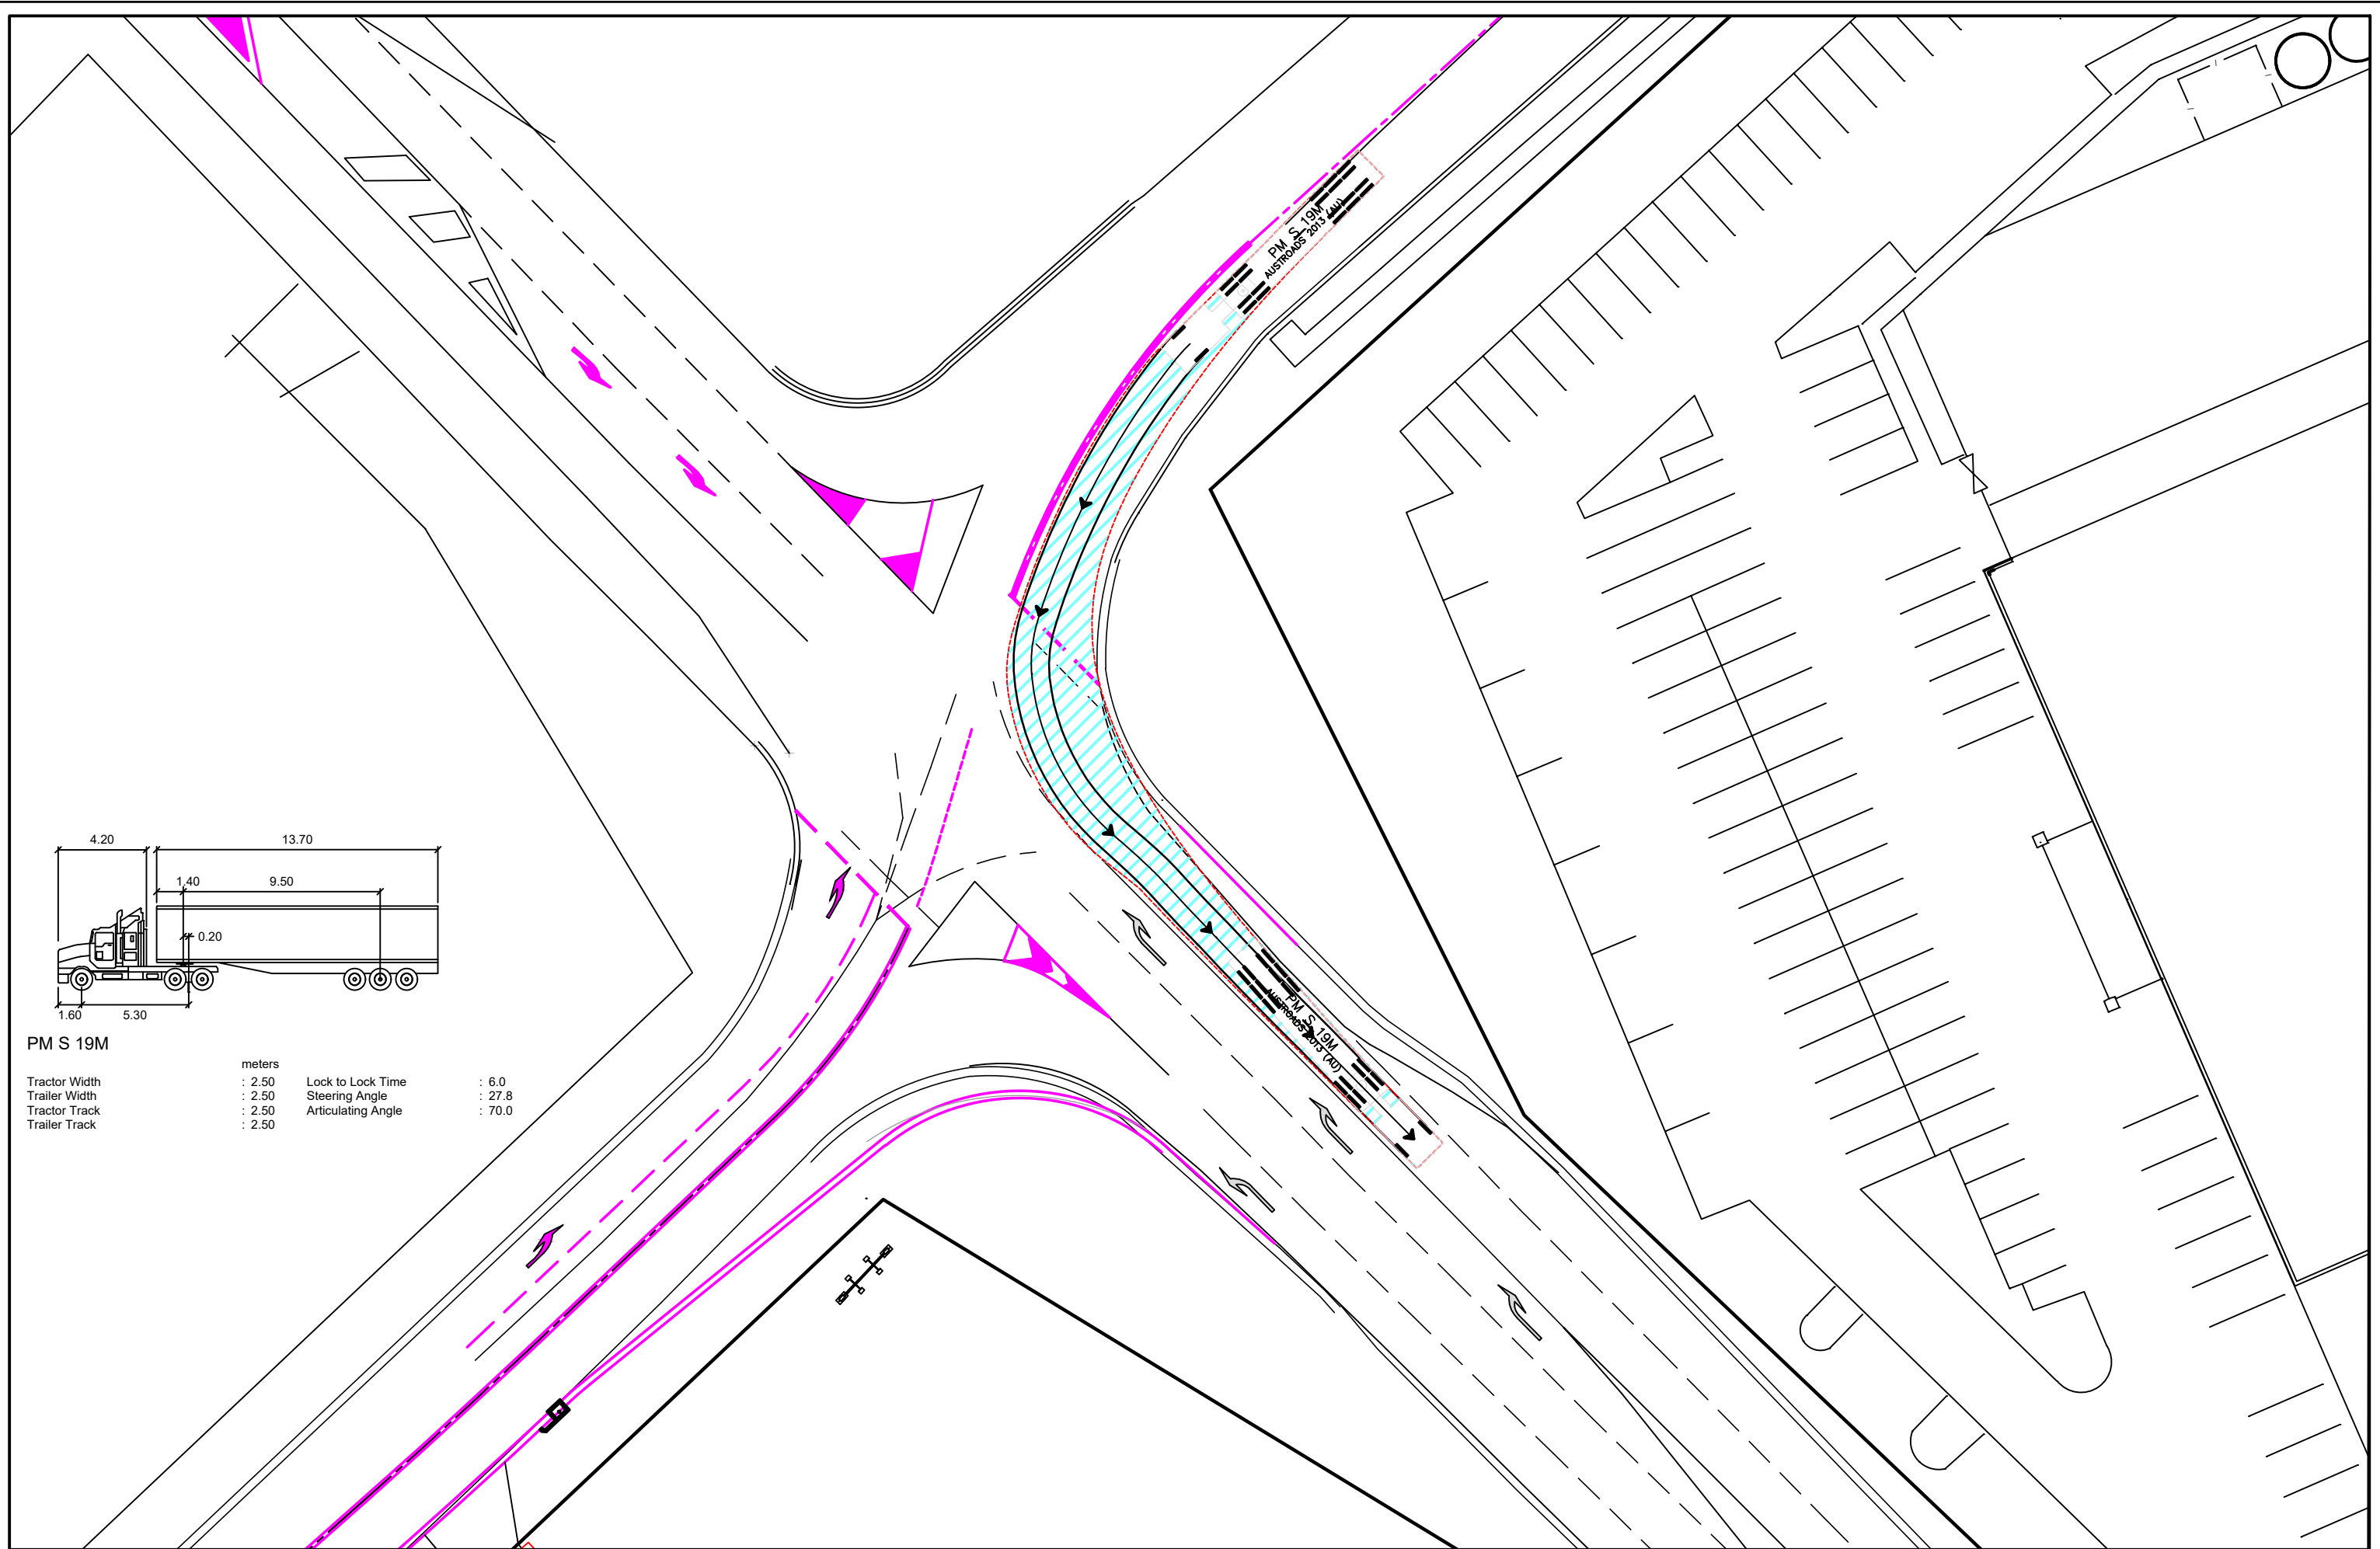 PM S 19M
AUSTROADS 2013 (AU)
4.20 13.70
1.40 9.50
0.20
1.60 5.30
PM S 19M
meters
Tractor Width : 2.50 Lock to Lock Time : 6.0
Trailer Width : 2.50 Steering Angle : 27.8
Tractor Track : 2.50 Articulating Angle : 70.0
Trailer Track : 2.50
PM S 19M
AUSTROADS 2013 (AU)